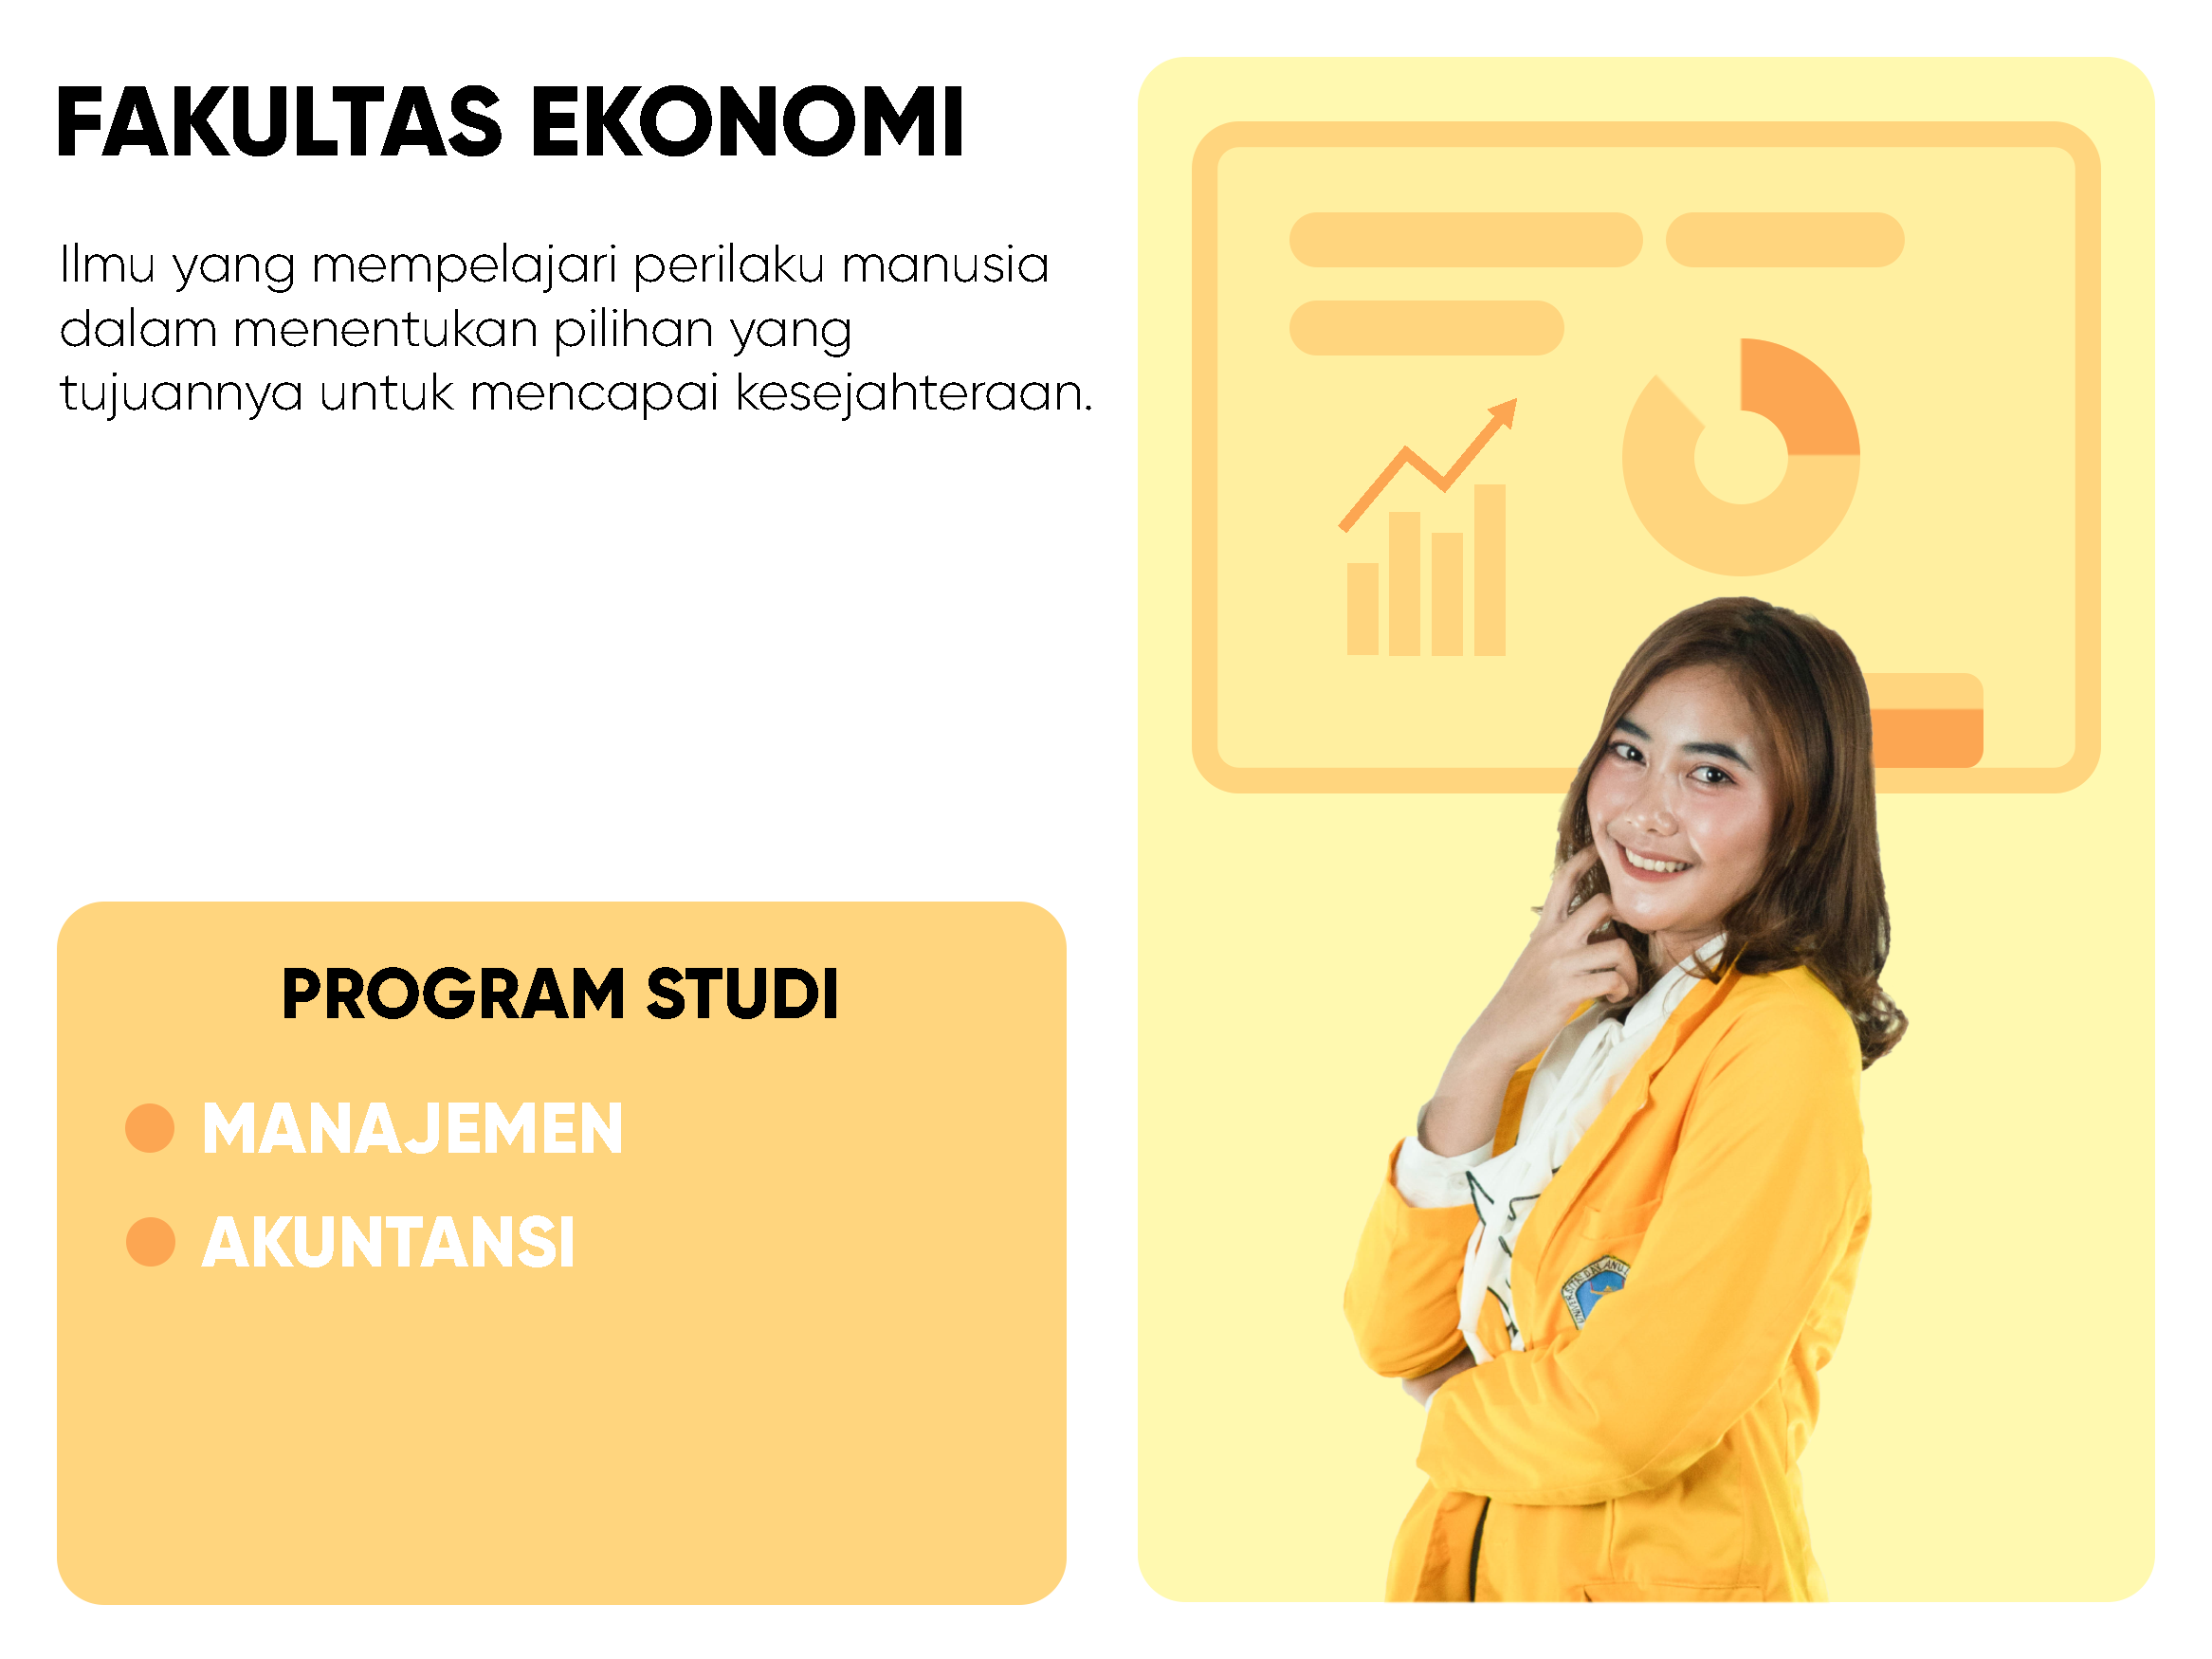 FAKULTAS EKONOMI
Ilmu yang mempelajari perilaku manusia
dalam menentukan pilihan yang
tujuannya untuk mencapai kesejahteraan.
PROGRAM STUDI
MANAJEMEN
AKUNTANSI